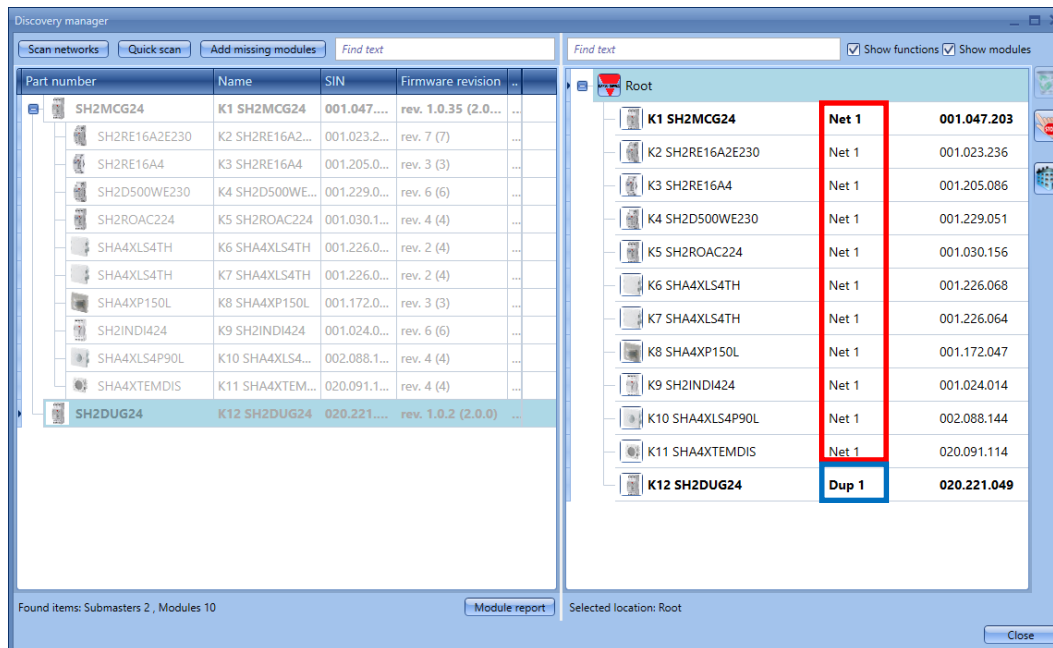 Discovery manager
Scan networks Quick scan Add missing modules Find text
Find text Show functions Show modules
Part number Name SIN Firmware revision ..
SH2MCG24 K1 SH2MCG24 001.047.... rev. 1.0.35 (2.0... ...
SH2RE16A2E230 K2 SH2RE16A2... 001.023.2... rev. 7 (7) ...
SH2RE16A4 K3 SH2RE16A4 001.205.0... rev. 3 (3) ...
SH2D500WE230 K4 SH2D500WE... 001.229.0... rev. 6 (6) ...
SH2ROAC224 K5 SH2ROAC224 001.030.1... rev. 4 (4) ...
SHA4XLS4TH K6 SHA4XLS4TH 001.226.0... rev. 2 (4) ...
SHA4XLS4TH K7 SHA4XLS4TH 001.226.0... rev. 2 (4) ...
SHA4XP150L K8 SHA4XP150L 001.172.0... rev. 3 (3) ...
SH2INDI424 K9 SH2INDI424 001.024.0... rev. 6 (6) ...
SHA4XLS4P90L K10 SHA4XLS4... 002.088.1... rev. 4 (4) ...
SHA4XTEMDIS K11 SHA4XTEM... 020.091.1... rev. 4 (4) ...
SH2DUG24 K12 SH2DUG24 020.221.... rev. 1.0.2 (2.0.0) ...
Found items: Submasters 2 , Modules 10 Module report
Root
K1 SH2MCG24 Net 1 001.047.203
K2 SH2RE16A2E230 Net 1 001.023.236
K3 SH2RE16A4 Net 1 001.205.086
K4 SH2D500WE230 Net 1 001.229.051
K5 SH2ROAC224 Net 1 001.030.156
K6 SHA4XLS4TH Net 1 001.226.068
K7 SHA4XLS4TH Net 1 001.226.064
K8 SHA4XP150L Net 1 001.172.047
K9 SH2INDI424 Net 1 001.024.014
K10 SHA4XLS4P90L Net 1 002.088.144
K11 SHA4XTEMDIS Net 1 020.091.114
K12 SH2DUG24 Dup 1 020.221.049
Selected location: Root
Close